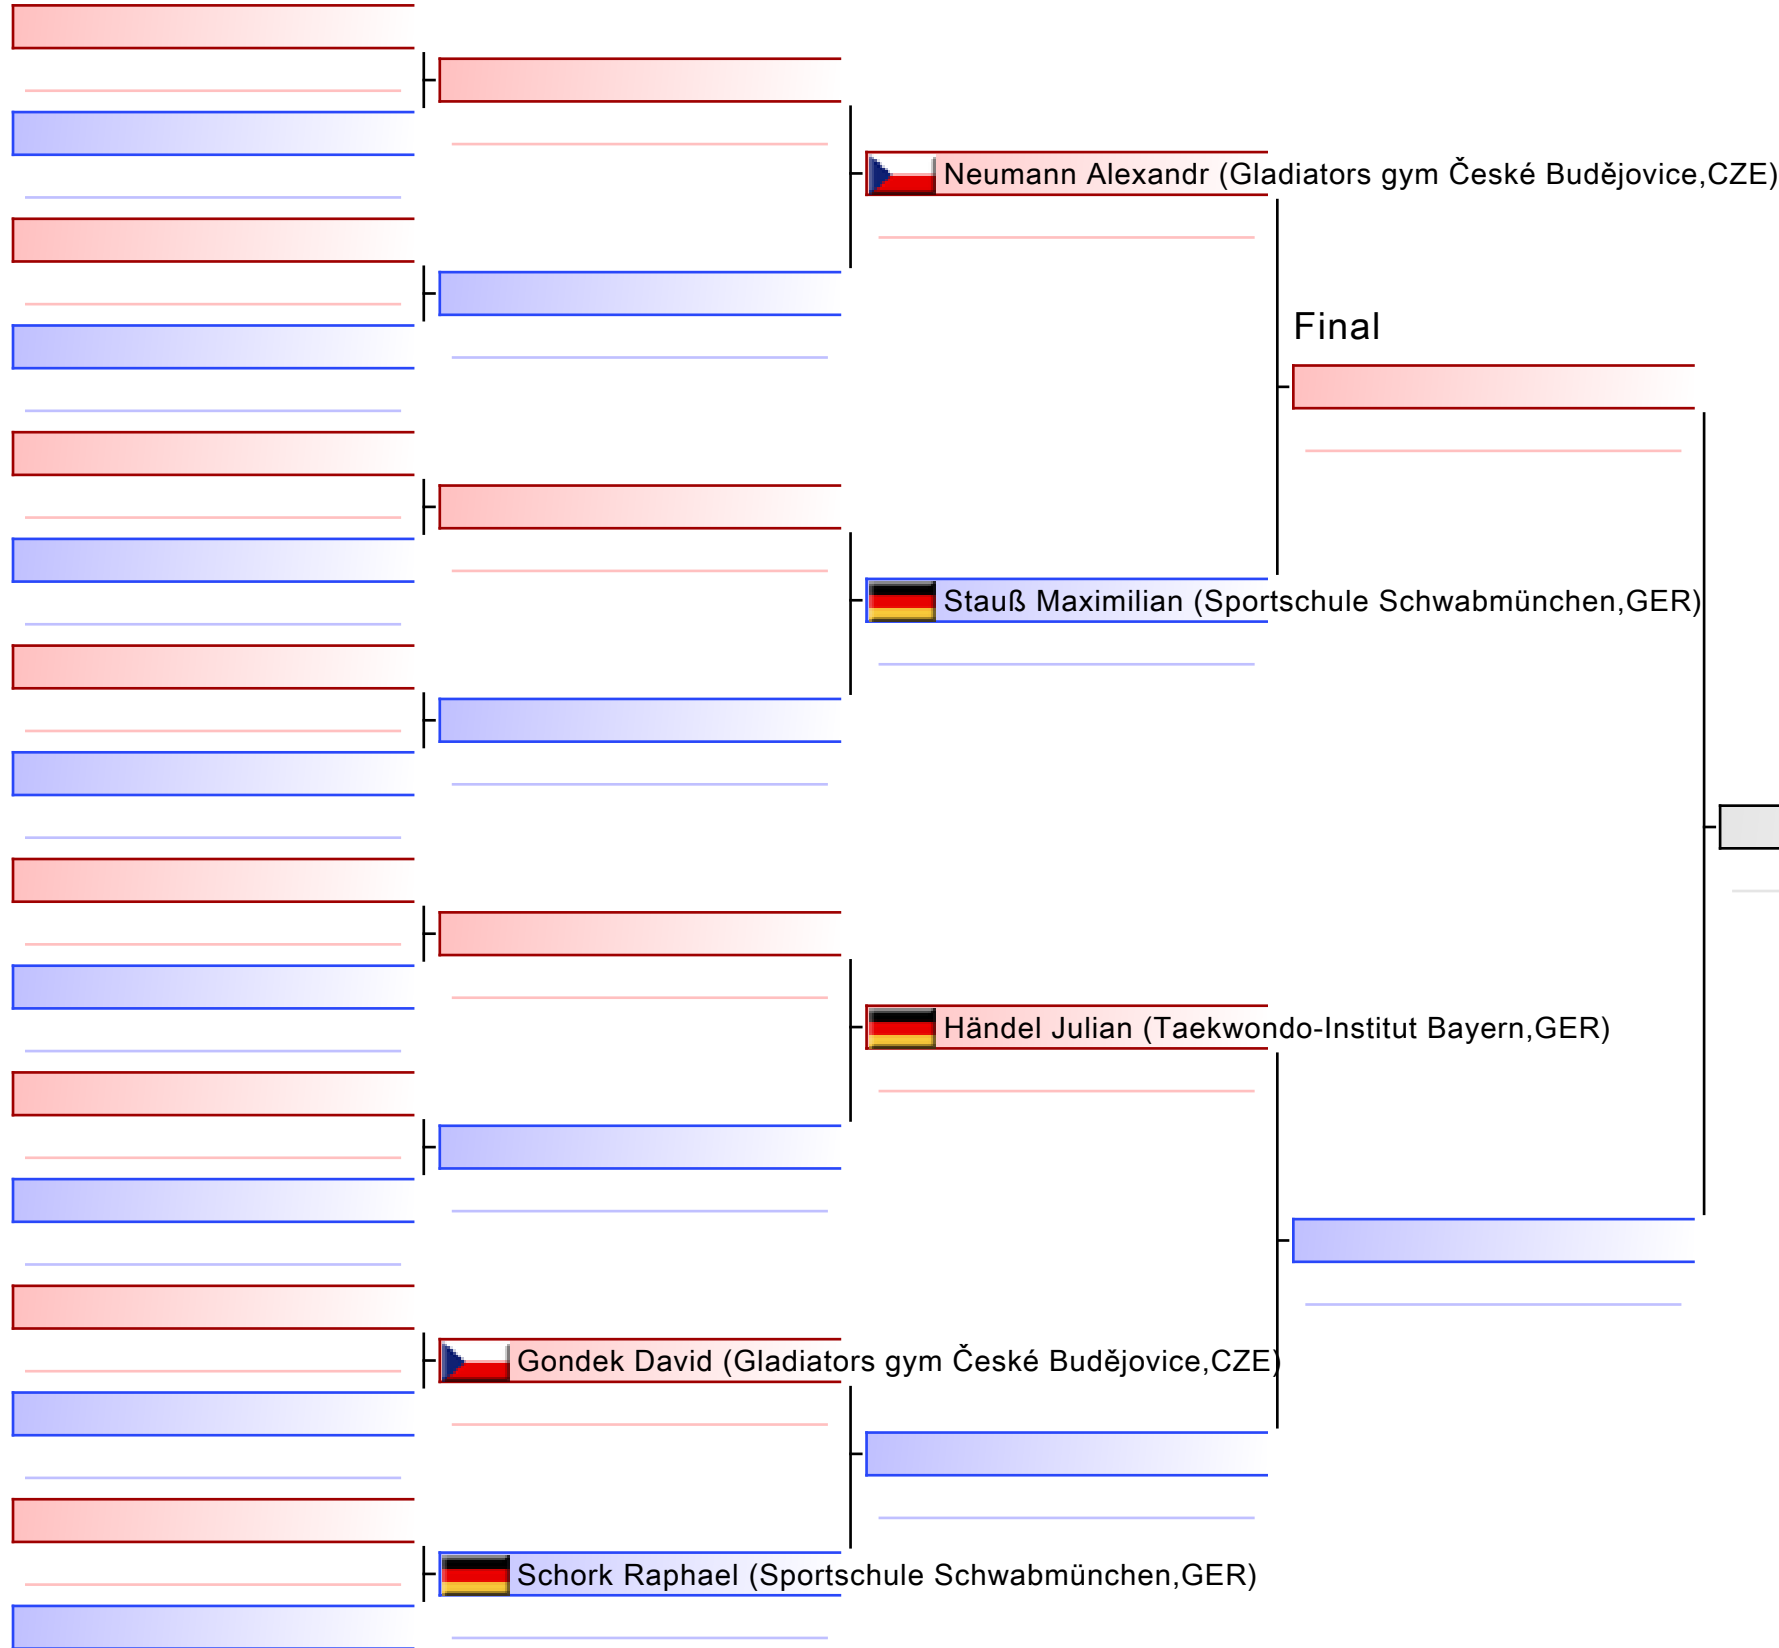 Neumann Alexandr (Gladiators gym České Budějovice,CZE)
Final
Stauß Maximilian (Sportschule Schwabmünchen,GER)
Händel Julian (Taekwondo-Institut Bayern,GER)
Gondek David (Gladiators gym České Budějovice,CZE)
Schork Raphael (Sportschule Schwabmünchen,GER)